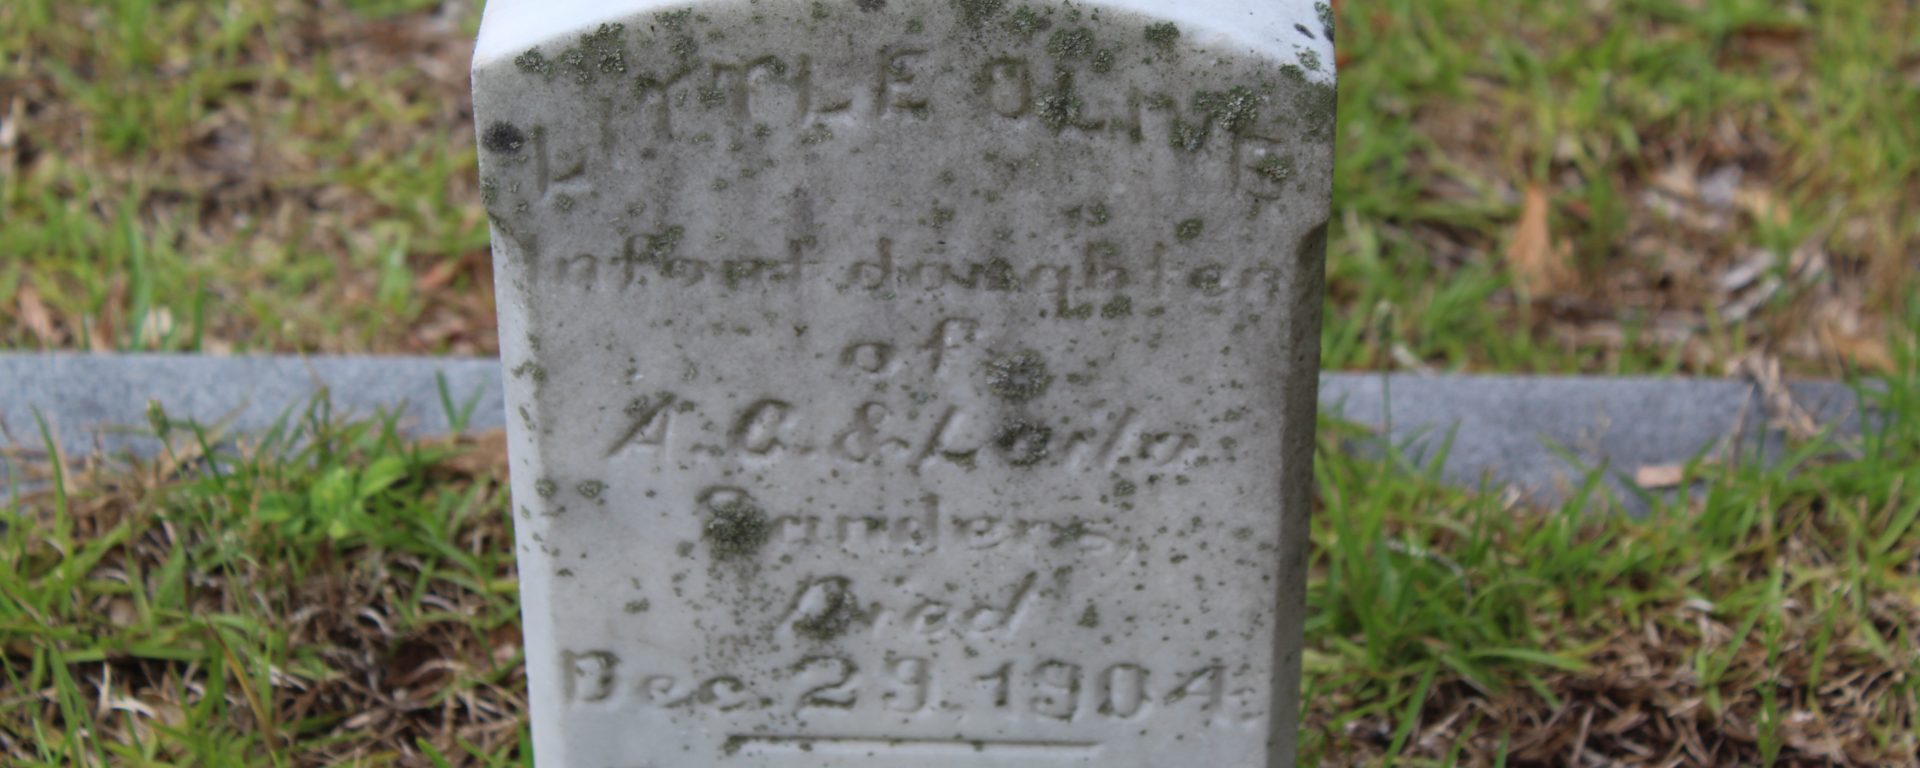 LITTLE OLIVE
Infant daughter
of
A. C. & Leila
Sanders,
Died
Dec. 29, 1904.